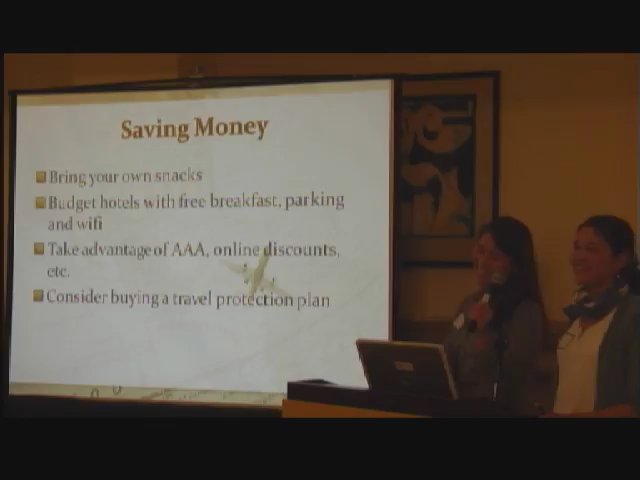 Saving Money
Bring your own snacks
Budget hotels with free breakfast, parking
and wifi
Take advantage of AAA, online discounts,
etc.
Consider buying a travel protection plan